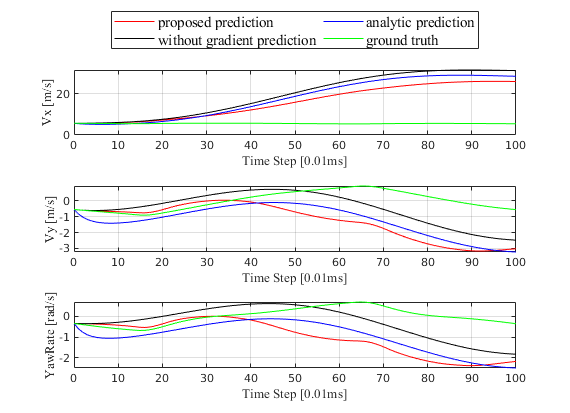 proposed prediction analytic prediction
without gradient prediction ground truth
20
0
Vx [m/s]
0 10 20 30 40 50 60 70 80 90 100
Time Step [0.01ms]
0
-1
-2
-3
Vy [m/s]
0 10 20 30 40 50 60 70 80 90 100
Time Step [0.01ms]
0
-1
-2
YawRate [rad/s]
0 10 20 30 40 50 60 70 80 90 100
Time Step [0.01ms]